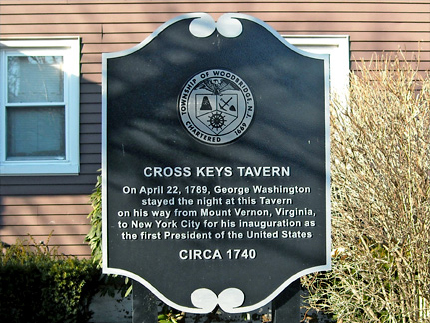 TOWNSHIP OF WOODBRIDGE, N.J.
CHARTERED 1669
CROSS KEYS TAVERN
On April 22, 1789, George Washington
stayed the night at this Tavern
on his way from Mount Vernon, Virginia,
to New York City for his inauguration as
the first President of the United States
CIRCA 1740